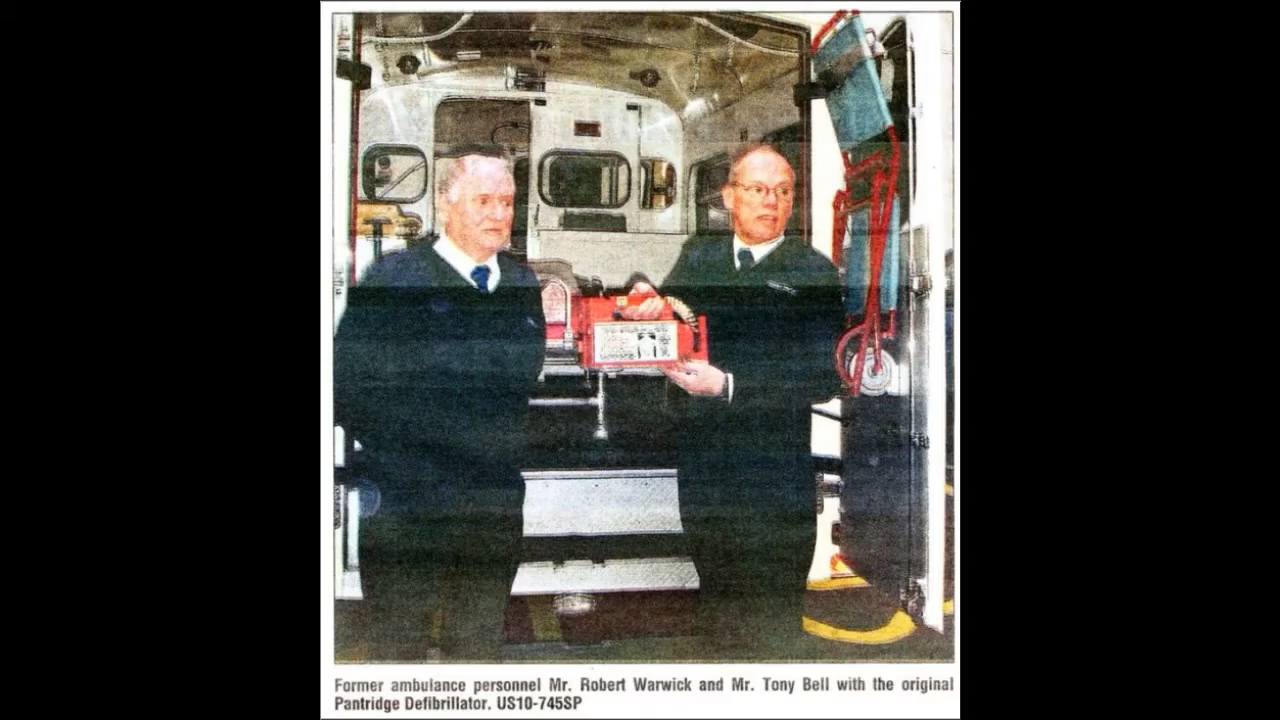 Former ambulance personnel Mr. Robert Warwick and Mr. Tony Bell with the original
Pantridge Defibrillator. US10-745SP